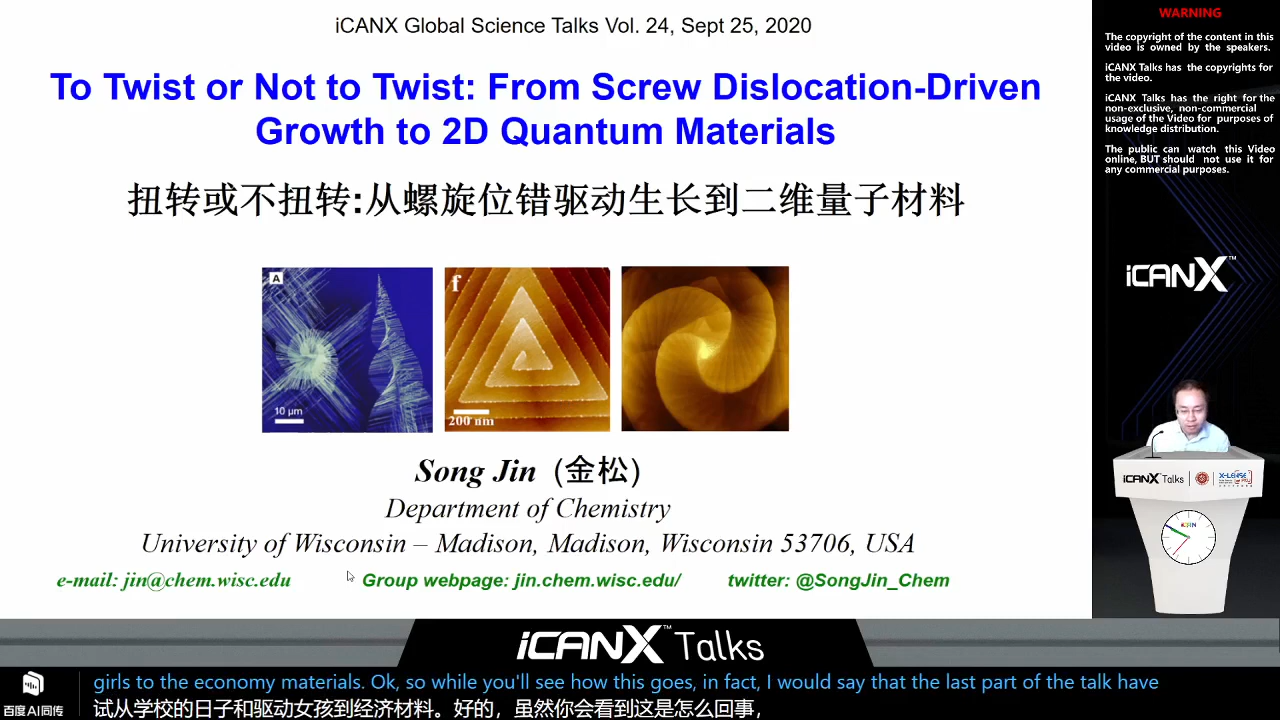 iCANX Global Science Talks Vol. 24, Sept 25, 2020
To Twist or Not to Twist: From Screw Dislocation-Driven
Growth to 2D Quantum Materials
扭转或不扭转:从螺旋位错驱动生长到二维量子材料
A
10 μm
f
200 nm
Song Jin (金松)
Department of Chemistry
University of Wisconsin – Madison, Madison, Wisconsin 53706, USA
e-mail: jin@chem.wisc.edu Group webpage: jin.chem.wisc.edu/ twitter: @SongJin_Chem
WARNING
The copyright of the content in this
video is owned by the speakers.
iCANX Talks has the copyrights for
the video.
iCANX Talks has the right for the
non-exclusive, non-commercial
usage of the Video for purposes of
knowledge distribution.
The public can watch this Video
online, BUT should not use it for
any commercial purposes.
iCANX™
iCANX Talks
iCANX™ Talks
百度AI同传
girls to the economy materials. Ok, so while you'll see how this goes, in fact, I would say that the last part of the talk have
试从学校的日子和驱动女孩到经济材料。好的，虽然你会看到这是怎么回事，